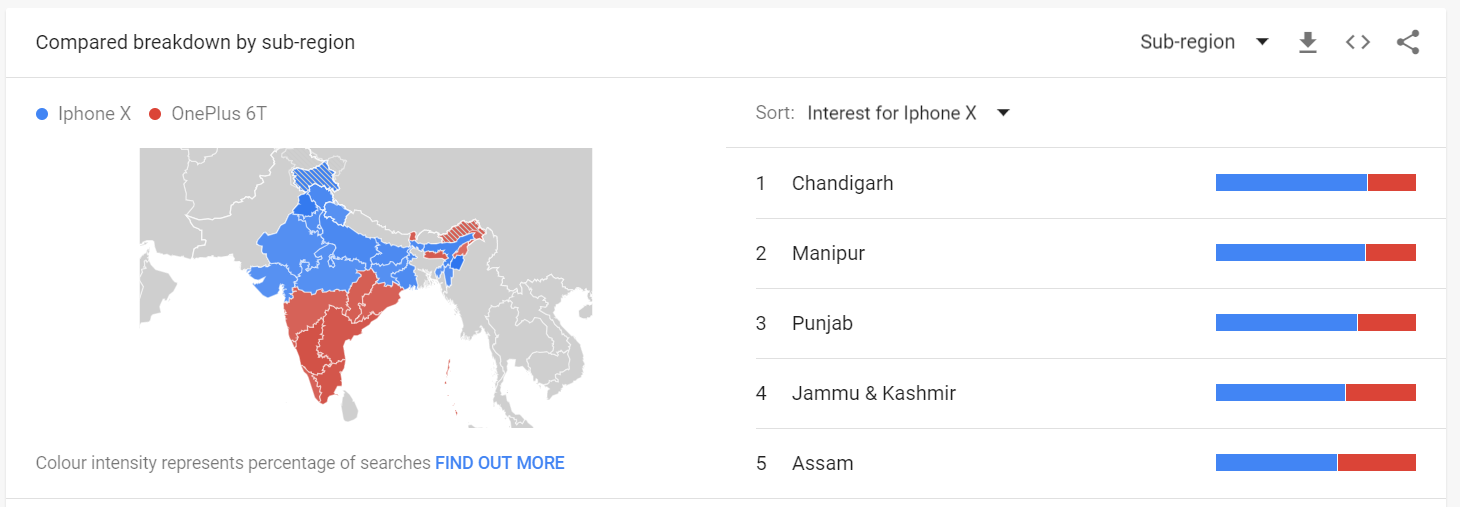 Compared breakdown by sub-region
Sub-region
Iphone X OnePlus 6T
Sort: Interest for Iphone X
1 Chandigarh
2 Manipur
3 Punjab
4 Jammu & Kashmir
5 Assam
Colour intensity represents percentage of searches FIND OUT MORE